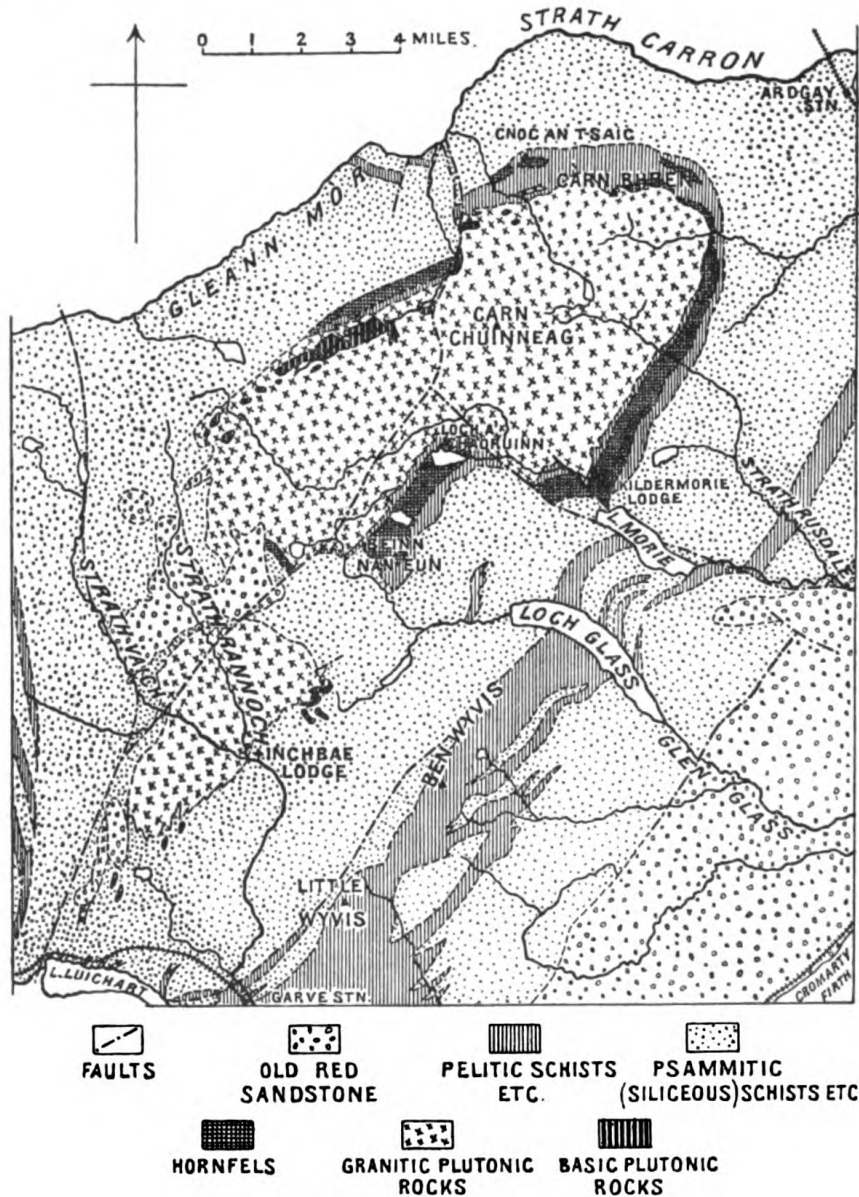 STRATH CARRON
0 1 2 3 4 MILES.
ARDGAY
STN.
CNOC AN T-SAIC
CARN BHREN
GLEANN MOR
CARN
CHUINNEAG
LOCH A'
CHAORUINN
KILDERMORIE
LODGE
STRATH RUSDALE
L. MORIE
BEINN
NAN EUN
STRATH VAICH
STRATH RANNOCH
LOCH GLASS
INCHBAE
LODGE
BEN WYVIS
GLEN GLASS
LITTLE
WYVIS
L. LUICHART
GARVE STN.
CROMARTY
FIRTH
FAULTS
OLD RED
SANDSTONE
PELITIC SCHISTS
ETC.
PSAMMITIC
(SILICEOUS) SCHISTS ETC
HORNFELS
GRANITIC PLUTONIC
ROCKS
BASIC PLUTONIC
ROCKS